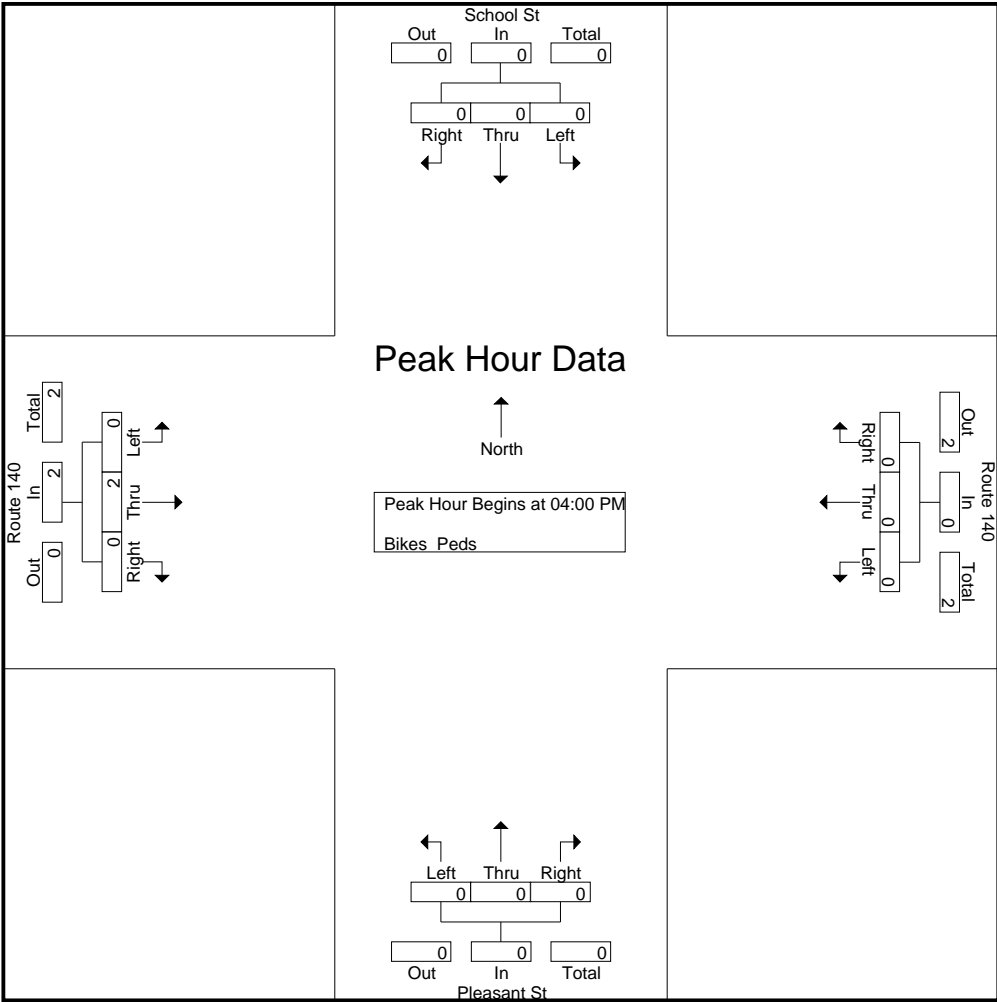 School St
Out In Total
0 0 0
0 0 0
Right Thru Left
Peak Hour Data
North
Peak Hour Begins at 04:00 PM
Bikes Peds
Route 140
Total In Out
2 2 0
0 2 0
Left Thru Right
Route 140
Out In Total
2 0 2
0 0 0
Right Thru Left
Left Thru Right
0 0 0
0 0 0
Out In Total
Pleasant St